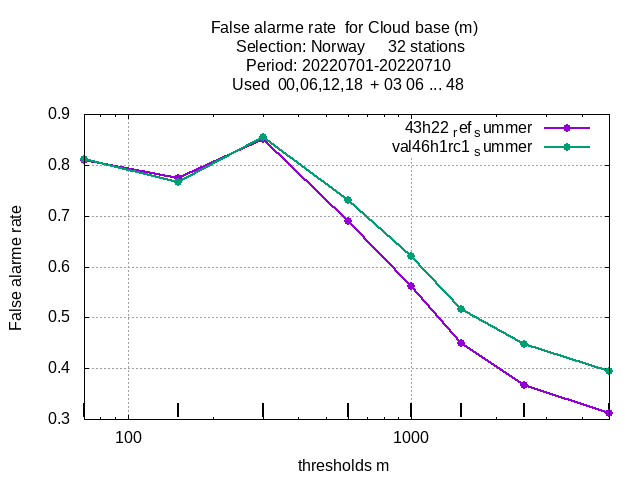 False alarme rate  for Cloud base (m)
Selection: Norway     32 stations
Period: 20220701-20220710
Used  00,06,12,18  + 03 06 ... 48
43h22 ref summer
val46h1rc1 summer
0.9
0.8
0.7
0.6
0.5
0.4
0.3
False alarme rate
100
1000
thresholds m